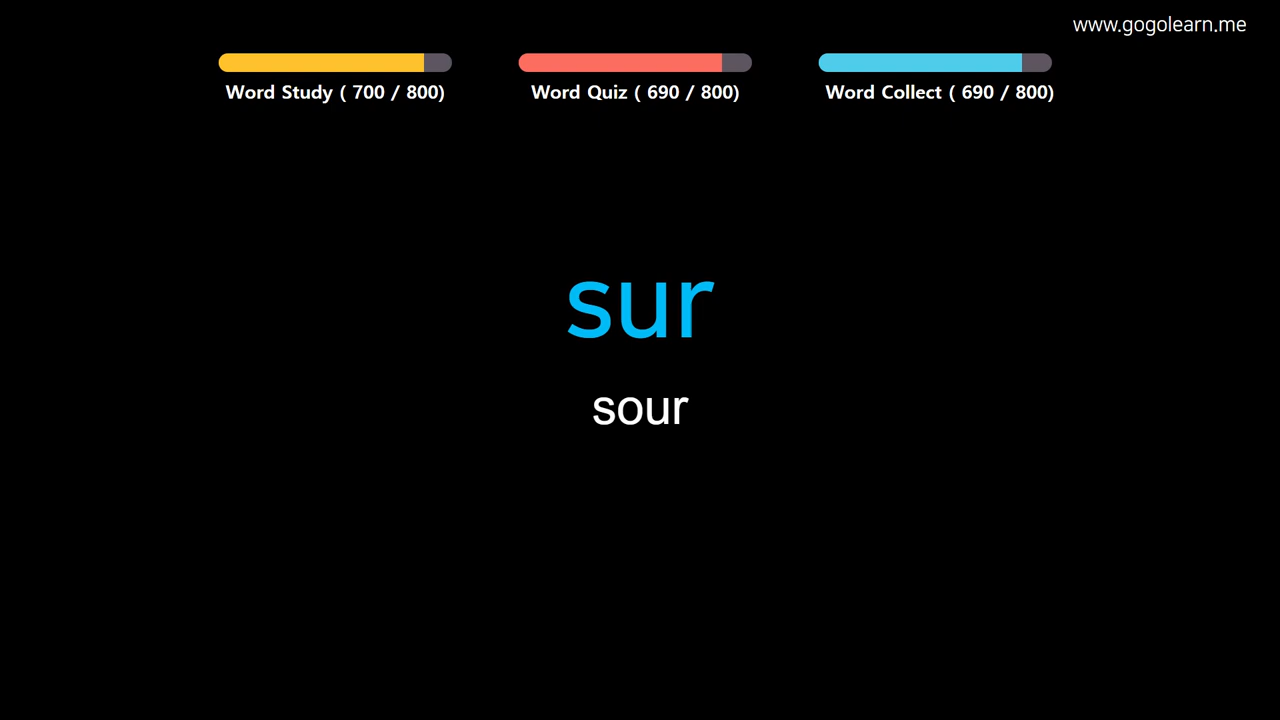 www.gogolearn.me
Word Study ( 700 / 800)
Word Quiz ( 690 / 800)
Word Collect ( 690 / 800)
sur
sour